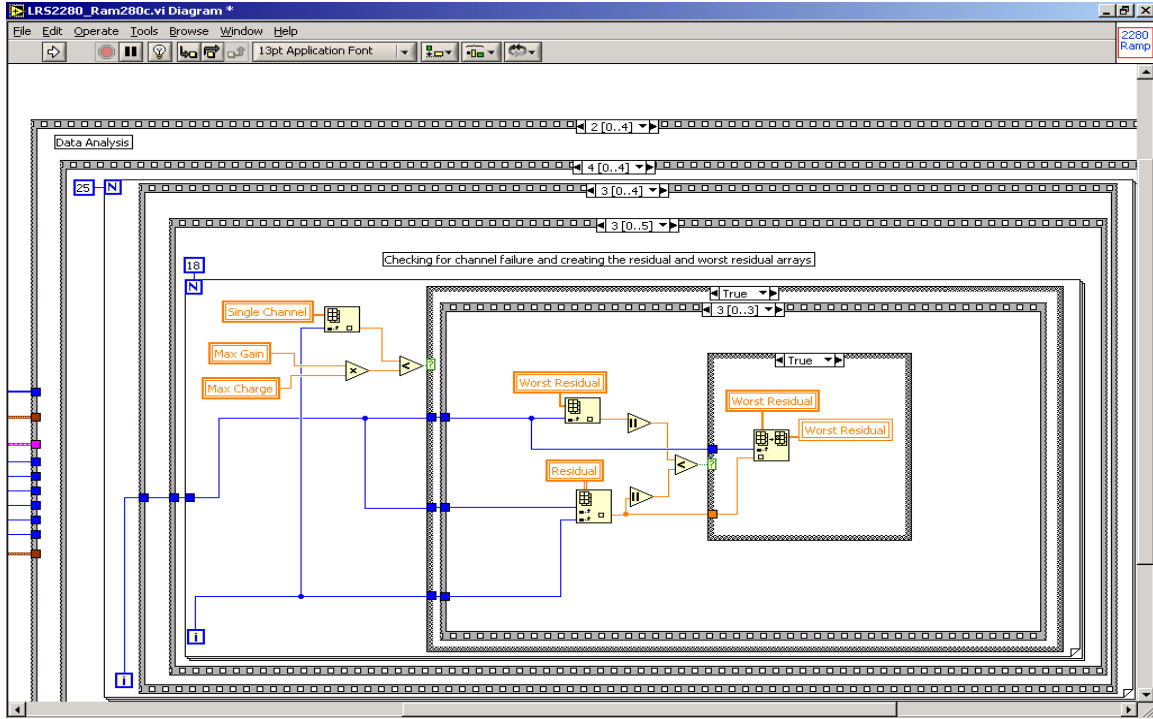 LRS2280_Ram280c.vi Diagram *
File Edit Operate Tools Browse Window Help
13pt Application Font
2280
Ramp
2 [0..4]
Data Analysis
4 [0..4]
25 N
3 [0..4]
3 [0..5]
Checking for channel failure and creating the residual and worst residual arrays
18
N
True
3 [0..3]
Single Channel
Max Gain
Max Charge
True
Worst Residual
Worst Residual
Worst Residual
Residual
i
i